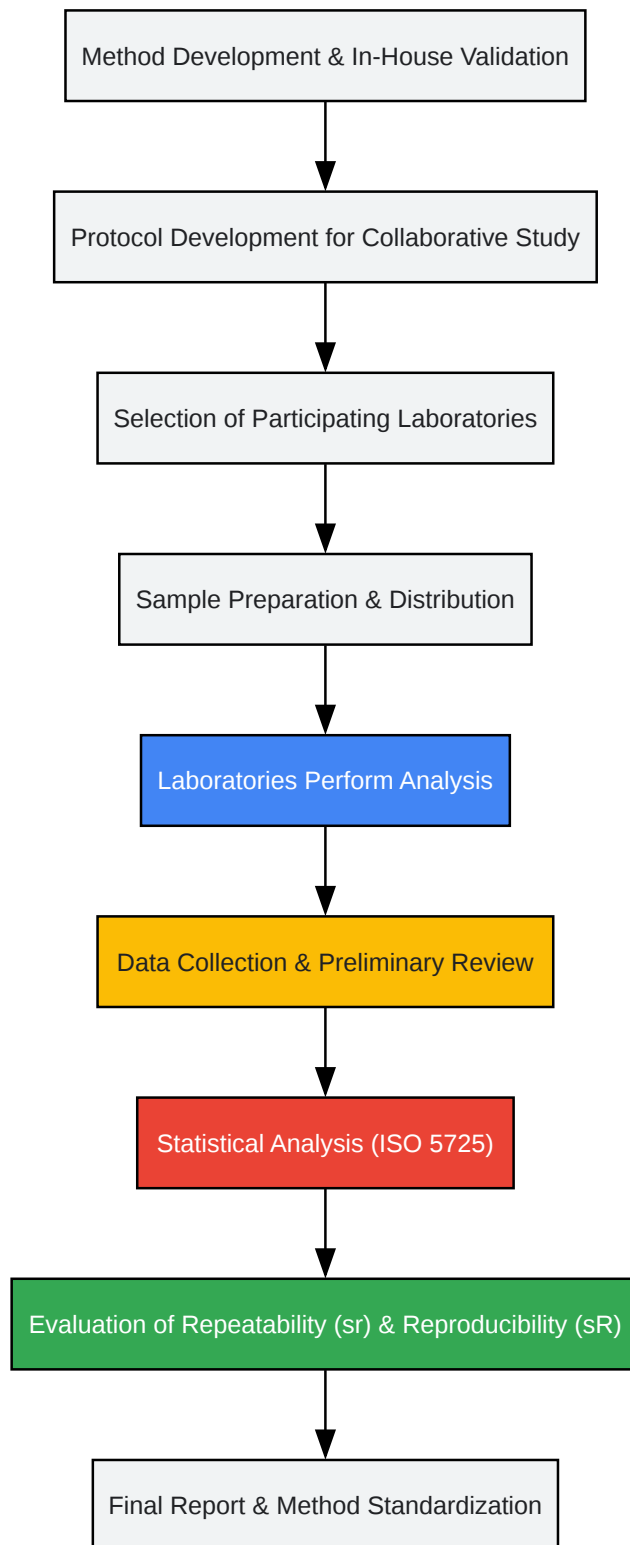 Method Development & In-House Validation
Protocol Development for Collaborative Study
Selection of Participating Laboratories
Sample Preparation & Distribution
Laboratories Perform Analysis
Data Collection & Preliminary Review
Statistical Analysis (ISO 5725)
Evaluation of Repeatability (sr) & Reproducibility (sR)
Final Report & Method Standardization